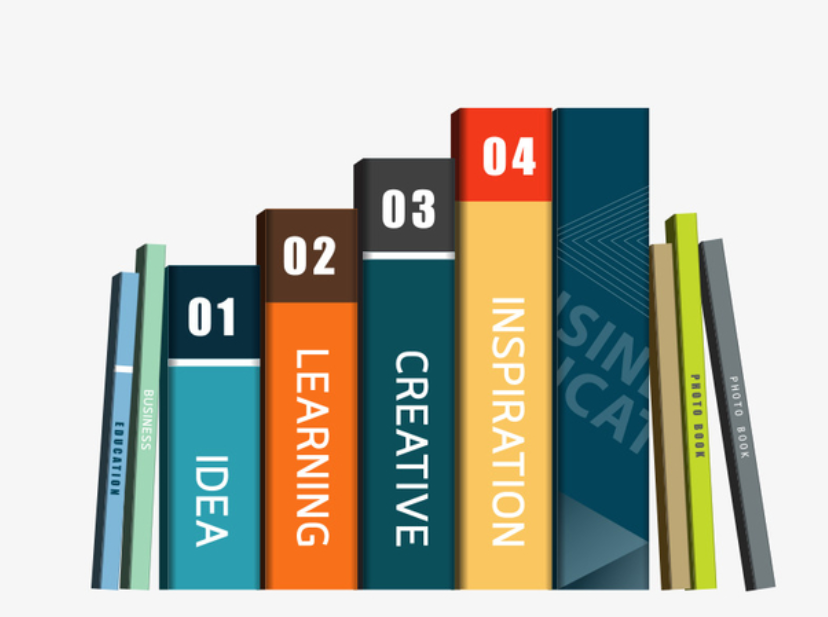 EDUCATION
BUSINESS
01
IDEA
02
LEARNING
03
CREATIVE
04
INSPIRATION
PHOTO BOOK
PHOTO BOOK